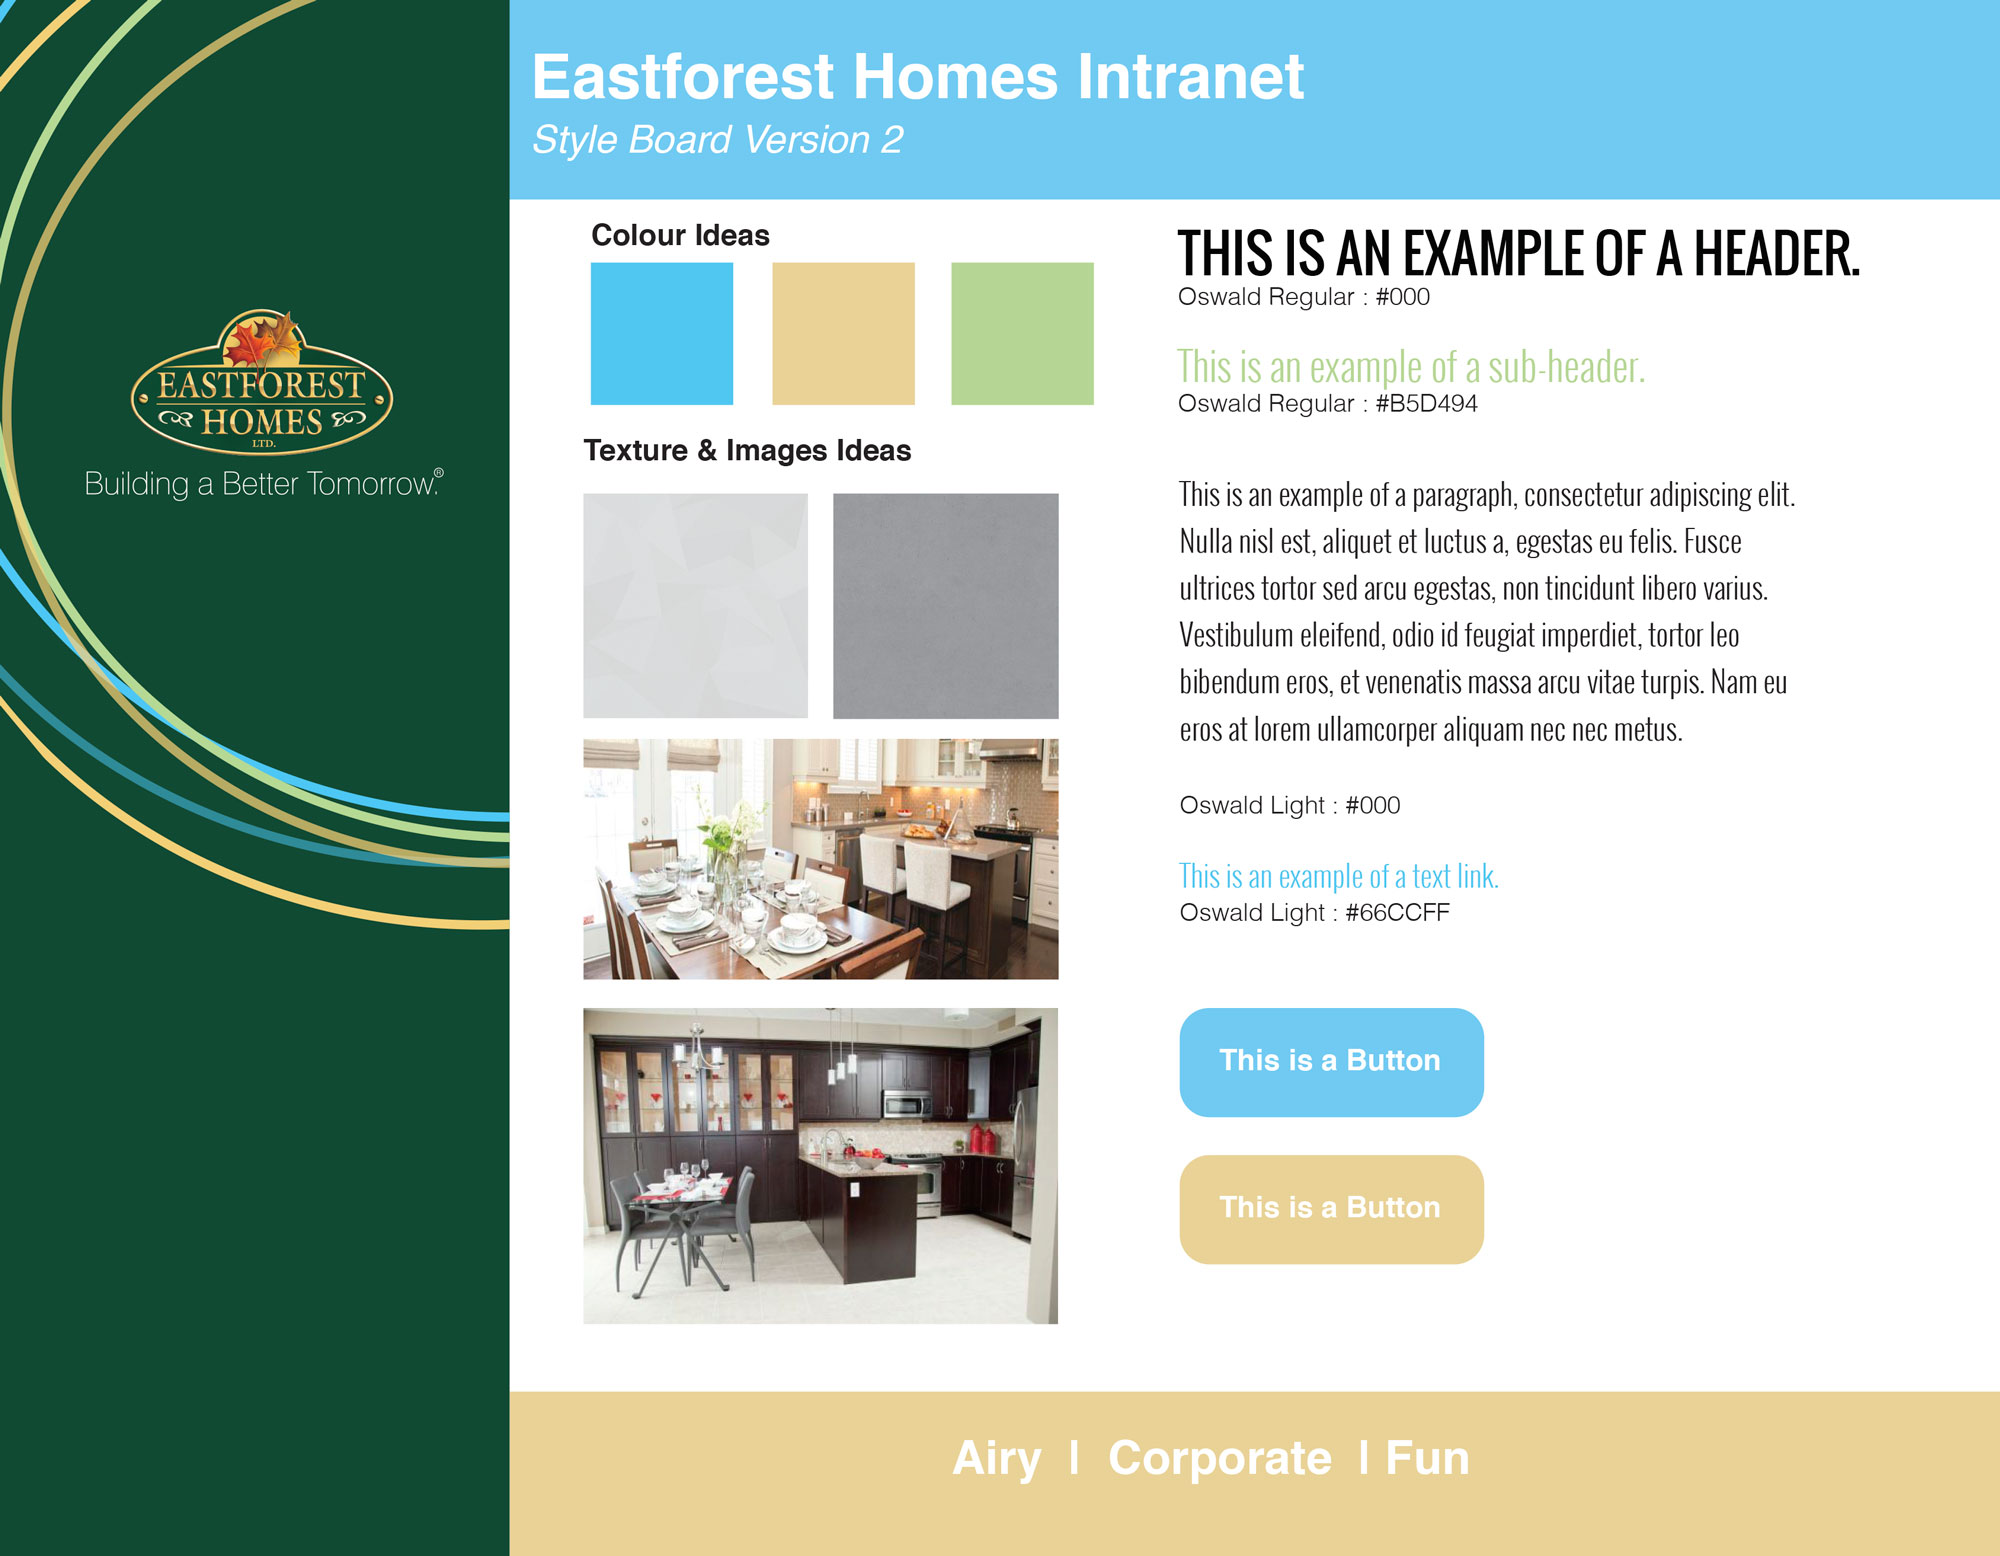 EASTFOREST
HOMES
LTD.
Building a Better Tomorrow.®
Eastforest Homes Intranet
Style Board Version 2
Colour Ideas
Texture & Images Ideas
THIS IS AN EXAMPLE OF A HEADER.
Oswald Regular : #000
This is an example of a sub-header.
Oswald Regular : #B5D494
This is an example of a paragraph, consectetur adipiscing elit.
Nulla nisl est, aliquet et luctus a, egestas eu felis. Fusce
ultrices tortor sed arcu egestas, non tincidunt libero varius.
Vestibulum eleifend, odio id feugiat imperdiet, tortor leo
bibendum eros, et venenatis massa arcu vitae turpis. Nam eu
eros at lorem ullamcorper aliquam nec nec metus.
Oswald Light : #000
This is an example of a text link.
Oswald Light : #66CCFF
This is a Button
This is a Button
Airy | Corporate | Fun